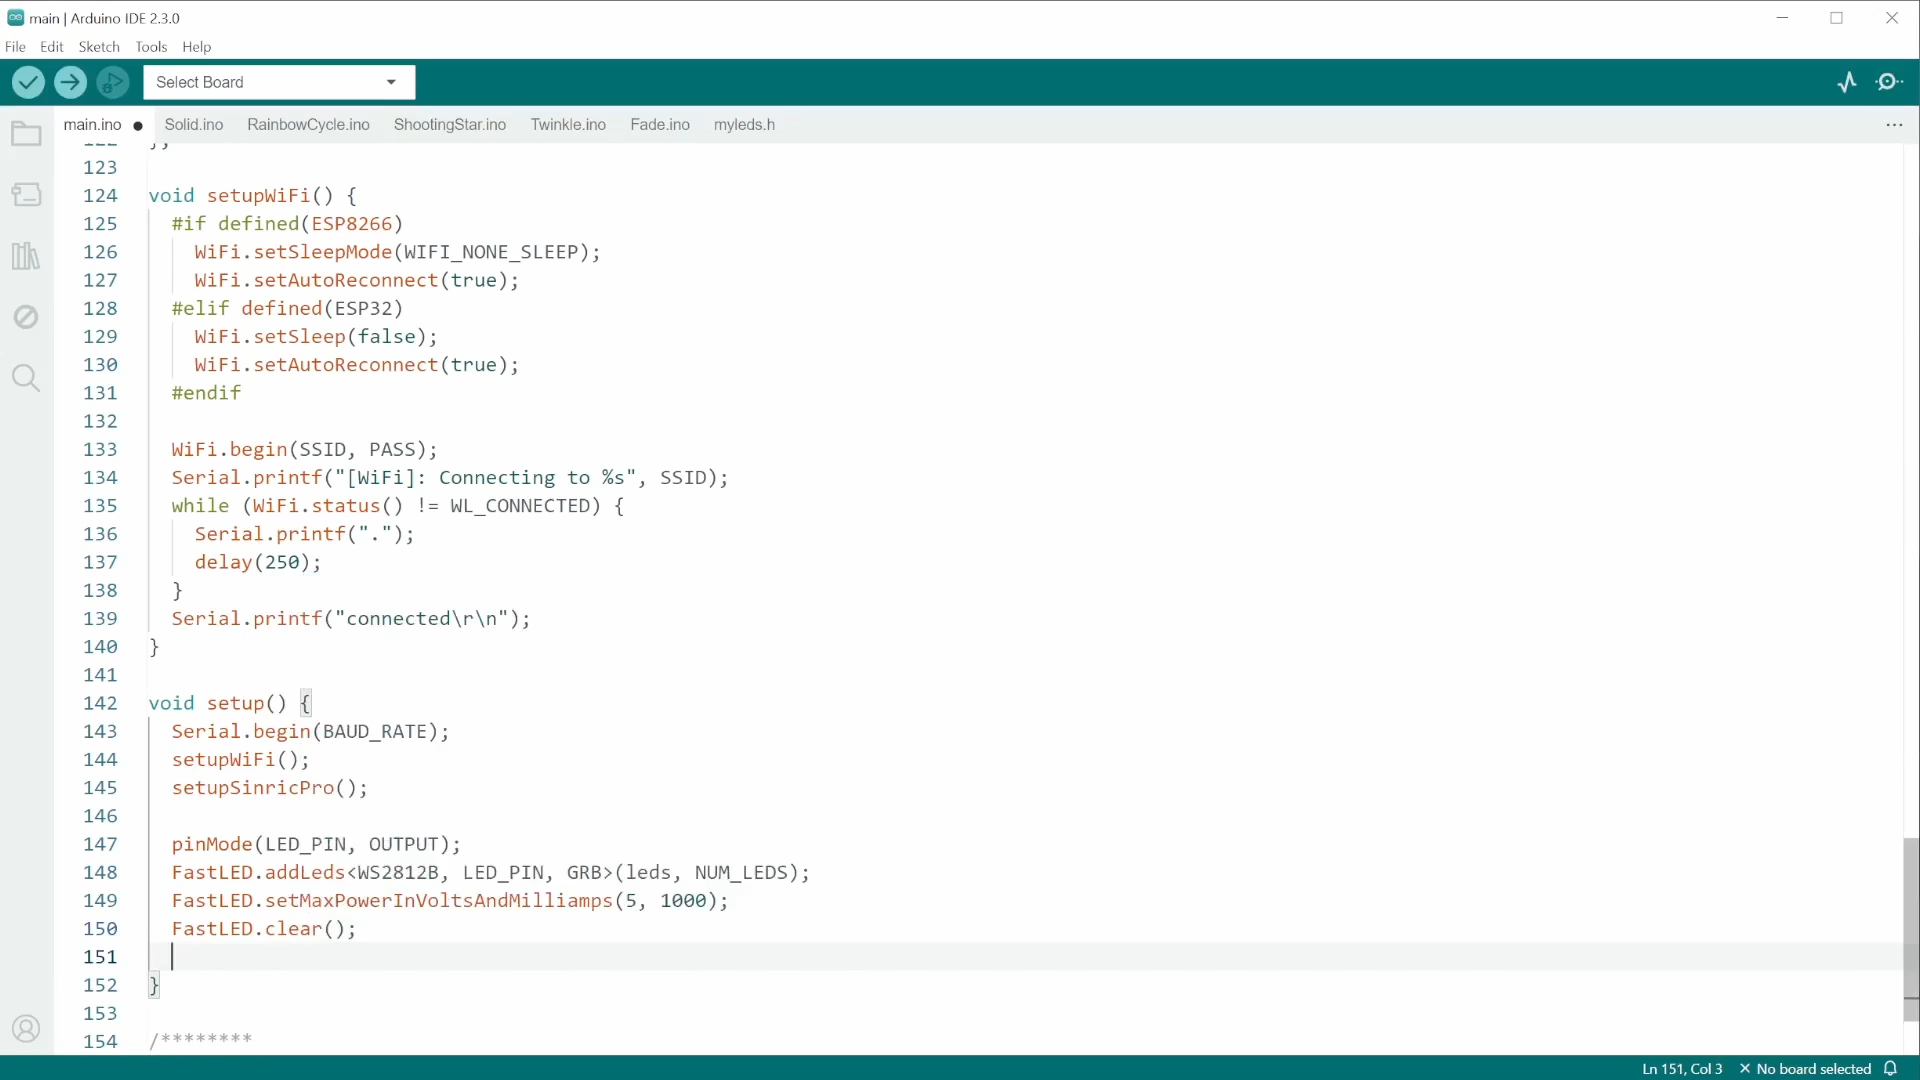 main | Arduino IDE 2.3.0
File Edit Sketch Tools Help
Select Board
main.ino ● Solid.ino RainbowCycle.ino ShootingStar.ino Twinkle.ino Fade.ino myleds.h ...
122 };
123
124 void setupWiFi() {
125 #if defined(ESP8266)
126 WiFi.setSleepMode(WIFI_NONE_SLEEP);
127 WiFi.setAutoReconnect(true);
128 #elif defined(ESP32)
129 WiFi.setSleep(false);
130 WiFi.setAutoReconnect(true);
131 #endif
132
133 WiFi.begin(SSID, PASS);
134 Serial.printf("[WiFi]: Connecting to %s", SSID);
135 while (WiFi.status() != WL_CONNECTED) {
136 Serial.printf(".");
137 delay(250);
138 }
139 Serial.printf("connected\r\n");
140 }
141
142 void setup() {
143 Serial.begin(BAUD_RATE);
144 setupWiFi();
145 setupSinricPro();
146
147 pinMode(LED_PIN, OUTPUT);
148 FastLED.addLeds<WS2812B, LED_PIN, GRB>(leds, NUM_LEDS);
149 FastLED.setMaxPowerInVoltsAndMilliamps(5, 1000);
150 FastLED.clear();
151
152 }
153
154 /********
Ln 151, Col 3 ✕ No board selected